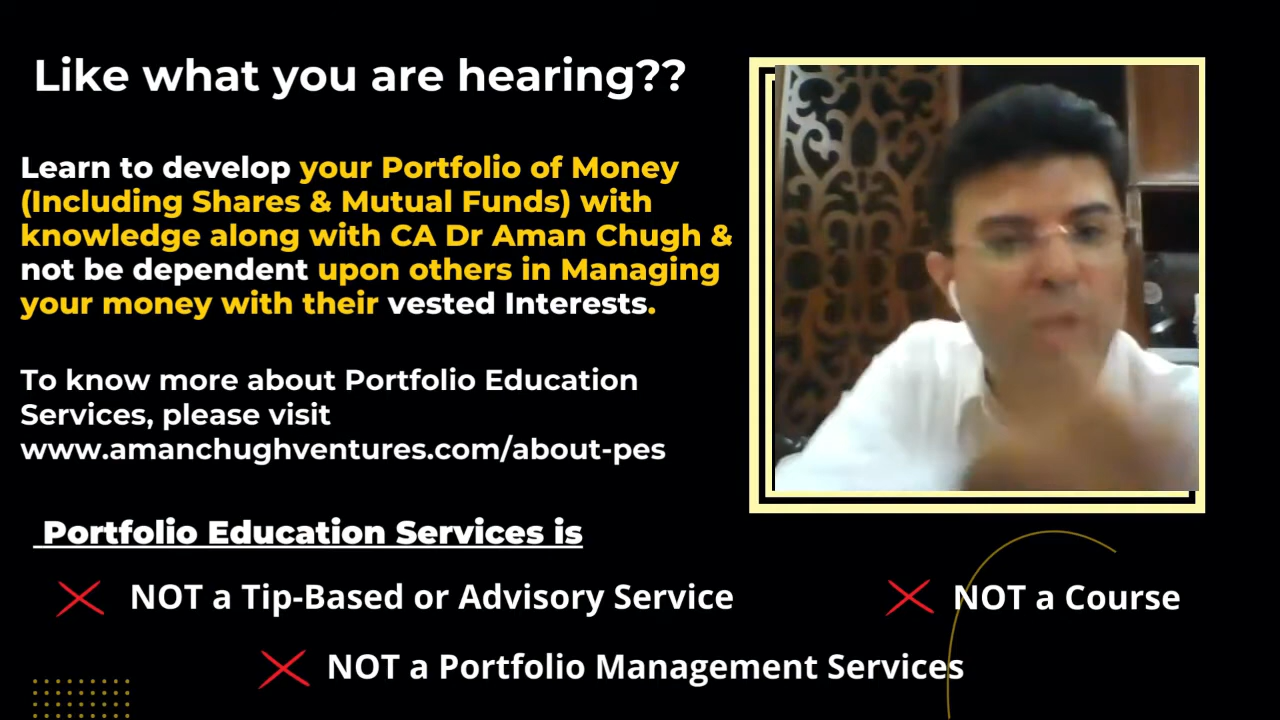 Like what you are hearing??
Learn to develop your Portfolio of Money
(Including Shares & Mutual Funds) with
knowledge along with CA Dr Aman Chugh &
not be dependent upon others in Managing
your money with their vested Interests.
To know more about Portfolio Education
Services, please visit
www.amanchughventures.com/about-pes
Portfolio Education Services is
NOT a Tip-Based or Advisory Service
NOT a Course
NOT a Portfolio Management Services